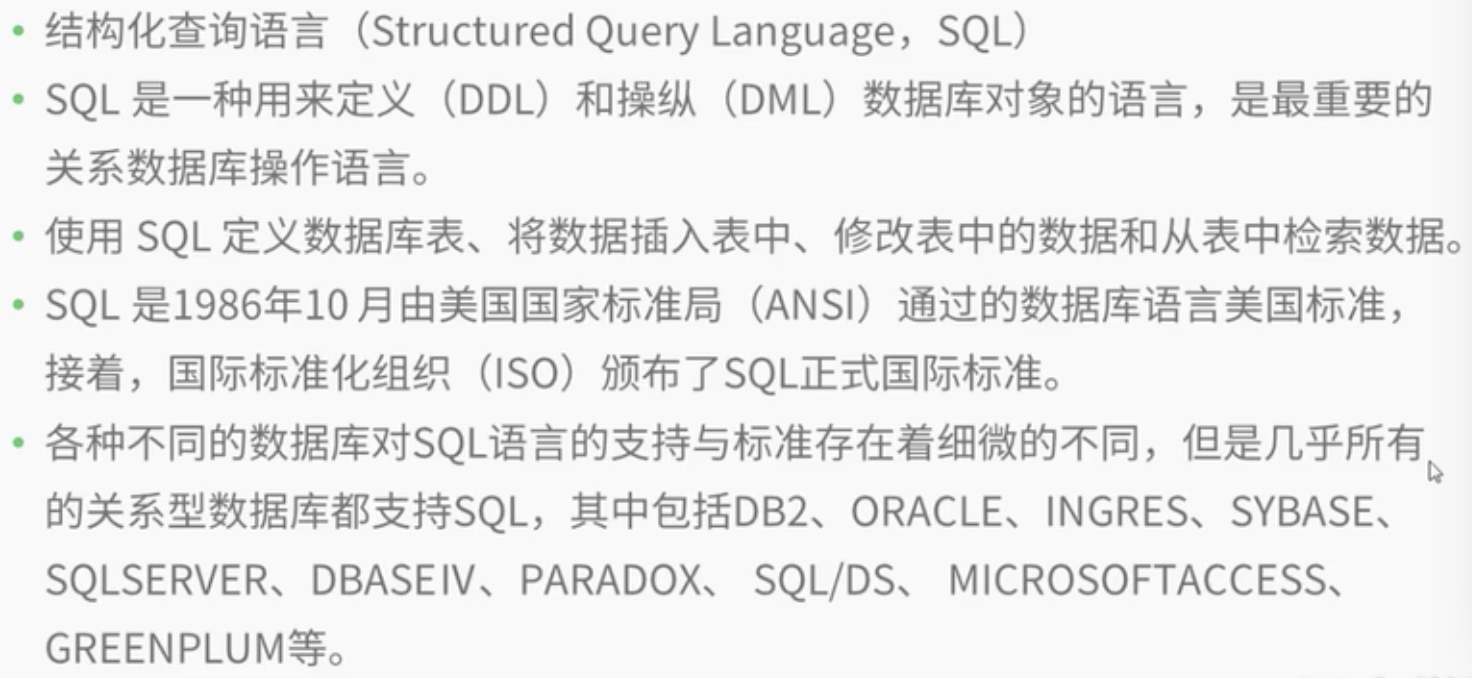 • 结构化查询语言（Structured Query Language，SQL）
• SQL 是一种用来定义（DDL）和操纵（DML）数据库对象的语言，是最重要的
关系数据库操作语言。
• 使用 SQL 定义数据库表、将数据插入表中、修改表中的数据和从表中检索数据。
• SQL 是1986年10 月由美国国家标准局（ANSI）通过的数据库语言美国标准，
接着，国际标准化组织（ISO）颁布了SQL正式国际标准。
• 各种不同的数据库对SQL语言的支持与标准存在着细微的不同，但是几乎所有
的关系型数据库都支持SQL，其中包括DB2、ORACLE、INGRES、SYBASE、
SQLSERVER、DBASEIV、PARADOX、 SQL/DS、 MICROSOFTACCESS、
GREENPLUM等。